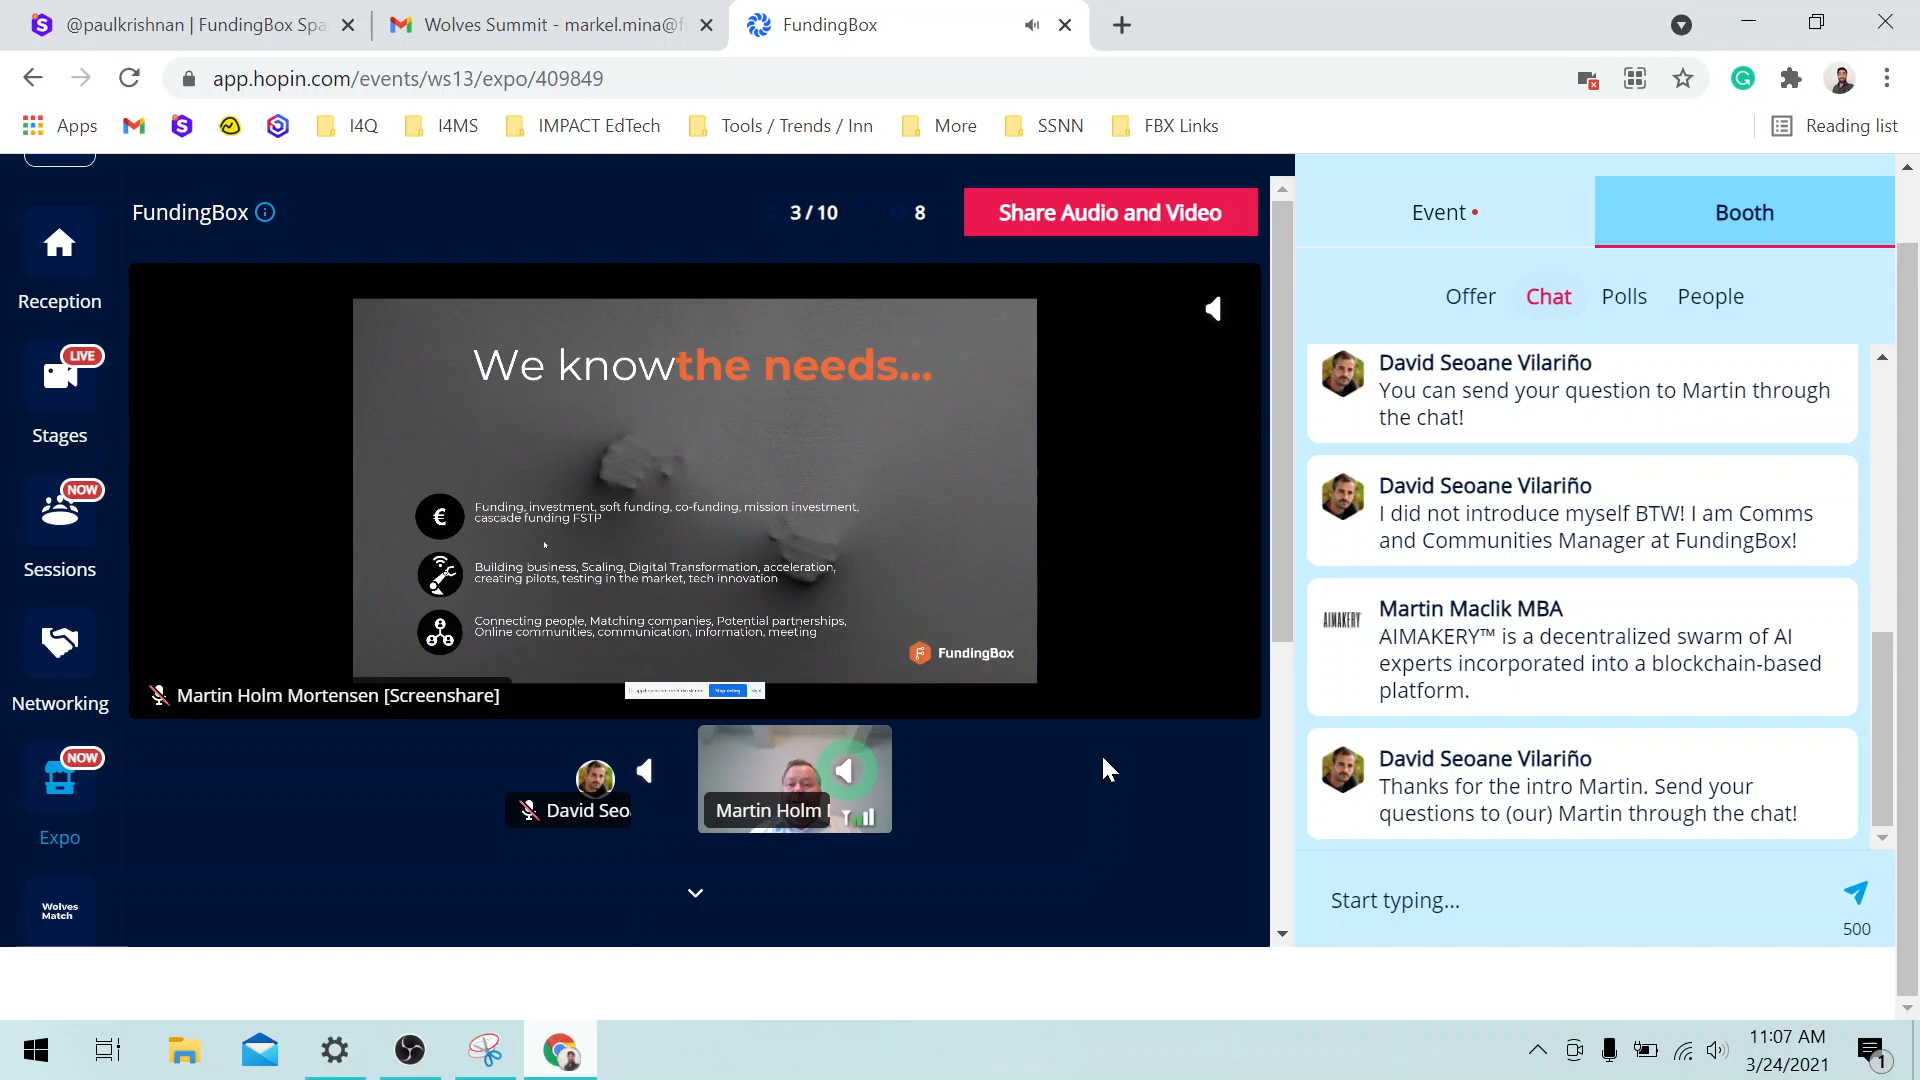 @paulkrishnan | FundingBox Spa
Wolves Summit - markel.mina@f
FundingBox
app.hopin.com/events/ws13/expo/409849
Apps
I4Q
I4MS
IMPACT EdTech
Tools / Trends / Inn
More
SSNN
FBX Links
Reading list
FundingBox
3 / 10
8
Share Audio and Video
Event
Booth
Offer
Chat
Polls
People
Reception
LIVE
Stages
NOW
Sessions
Networking
NOW
Expo
Wolves
Match
We know the needs...
€
Funding, investment, soft funding, co-funding, mission investment,
cascade funding FSTP
Building business, Scaling, Digital Transformation, acceleration,
creating pilots, testing in the market, tech innovation
Connecting people, Matching companies, Potential partnerships,
Online communities, communication, information, meeting
FundingBox
Martin Holm Mortensen [Screenshare]
David Seo
Martin Holm
David Seoane Vilariño
You can send your question to Martin through
the chat!
David Seoane Vilariño
I did not introduce myself BTW! I am Comms
and Communities Manager at FundingBox!
AIMAKERY
Martin Maclik MBA
AIMAKERY™ is a decentralized swarm of AI
experts incorporated into a blockchain-based
platform.
David Seoane Vilariño
Thanks for the intro Martin. Send your
questions to (our) Martin through the chat!
Start typing...
500
11:07 AM
3/24/2021
1